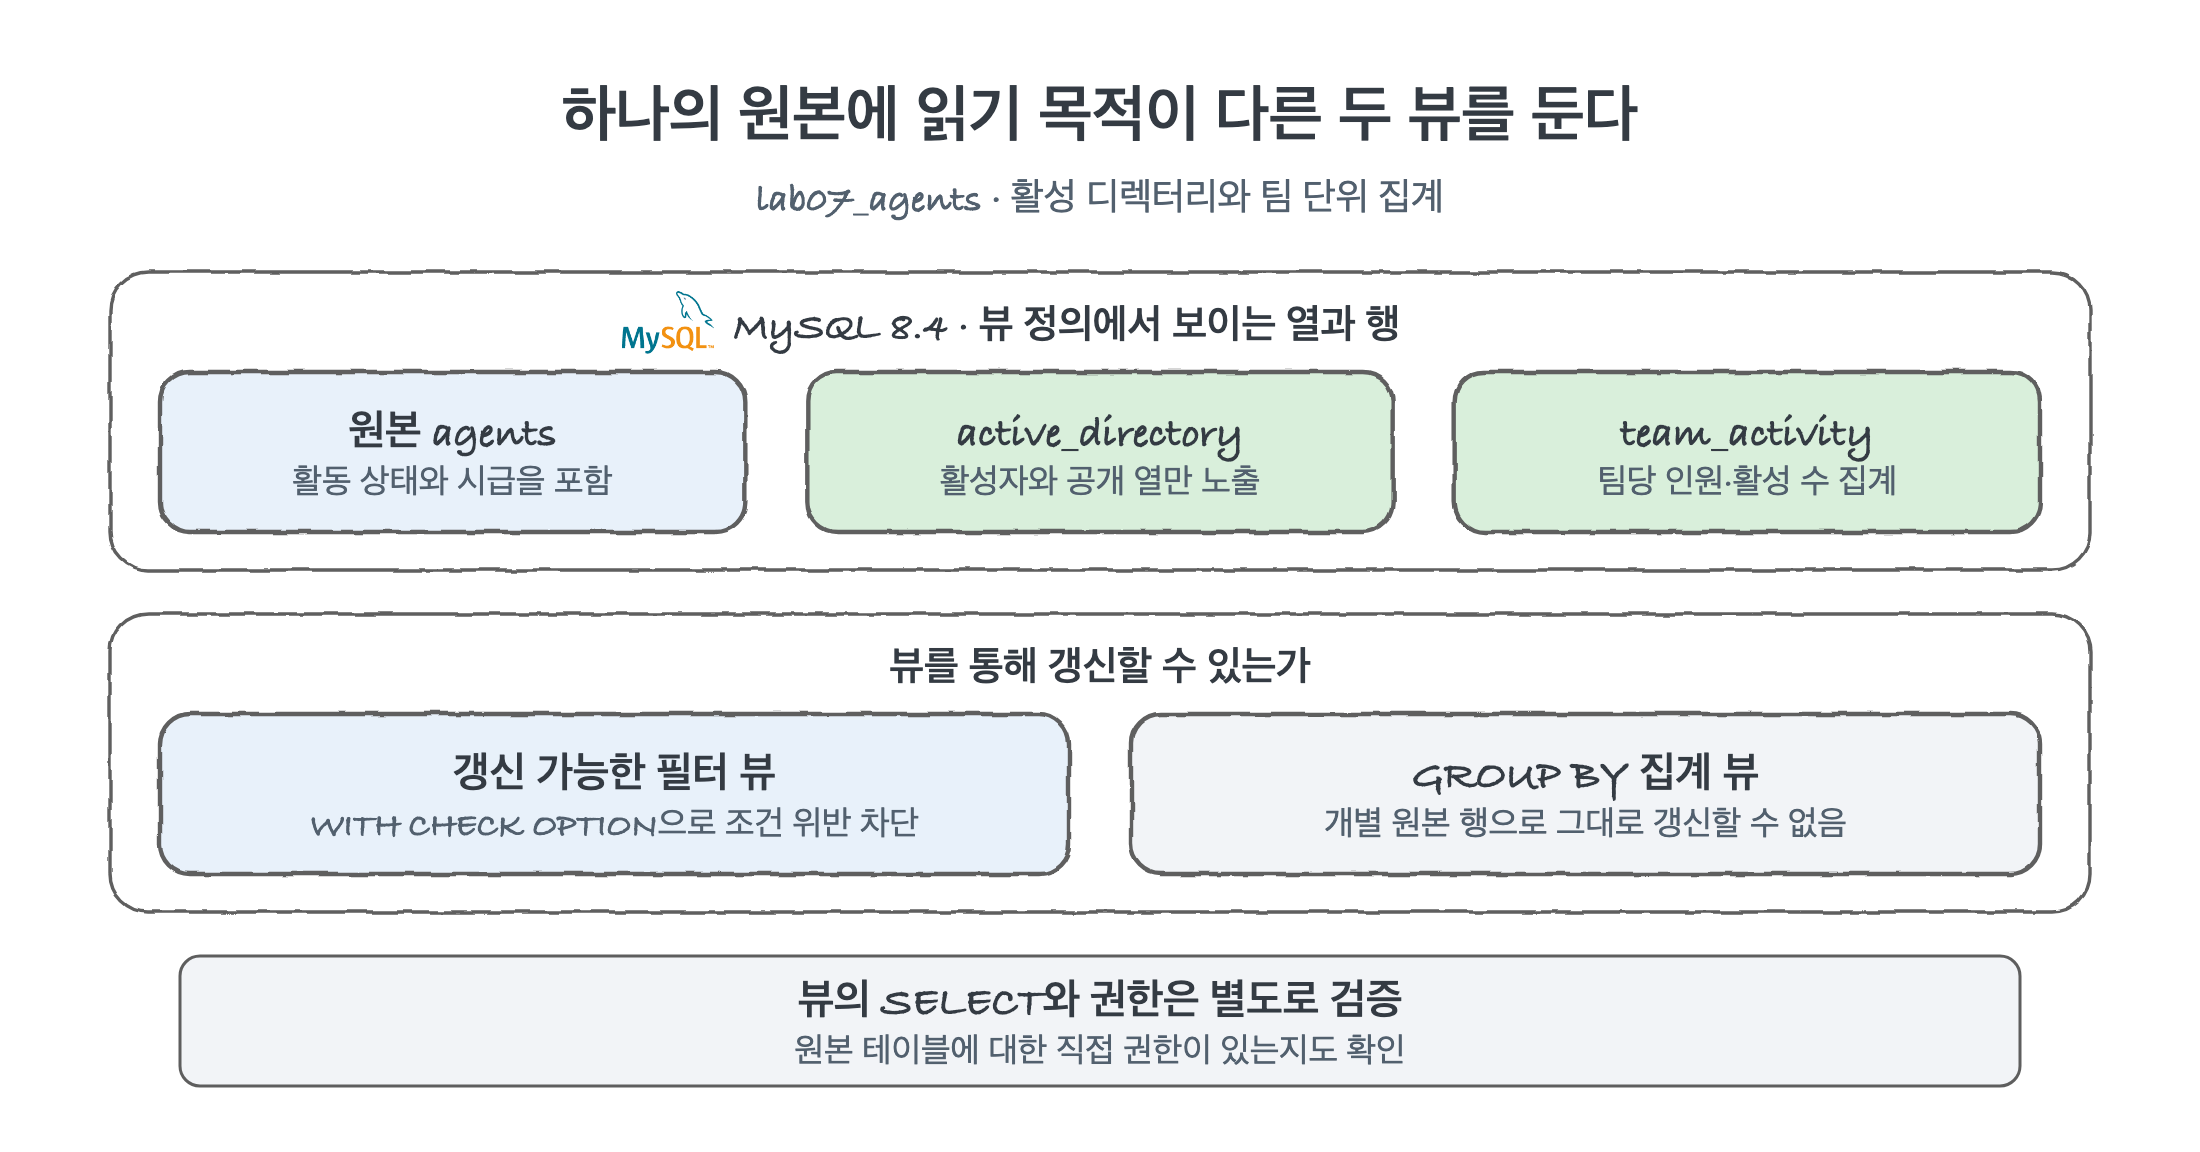 하나의 원본에 읽기 목적이 다른 두 뷰를 둔다
lab07_agents · 활성 디렉터리와 팀 단위 집계
MySQL™ MySQL 8.4 · 뷰 정의에서 보이는 열과 행
원본 agents
활동 상태와 시급을 포함
active_directory
활성자와 공개 열만 노출
team_activity
팀당 인원·활성 수 집계
뷰를 통해 갱신할 수 있는가
갱신 가능한 필터 뷰
WITH CHECK OPTION으로 조건 위반 차단
GROUP BY 집계 뷰
개별 원본 행으로 그대로 갱신할 수 없음
뷰의 SELECT와 권한은 별도로 검증
원본 테이블에 대한 직접 권한이 있는지도 확인